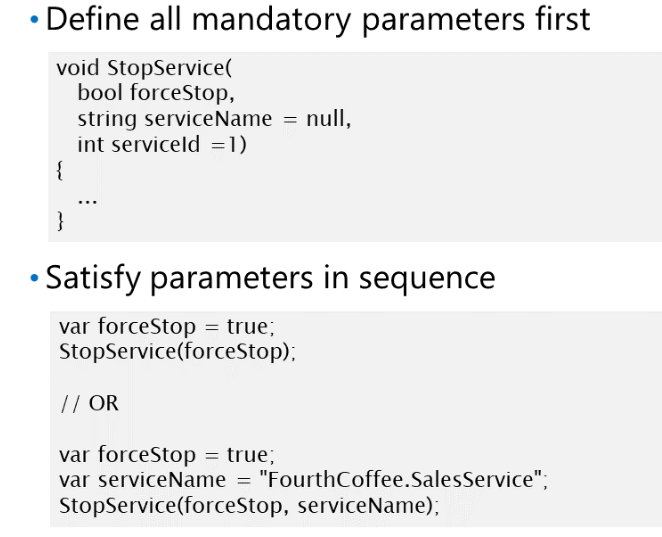 • Define all mandatory parameters first
void StopService(
bool forceStop,
string serviceName = null,
int serviceId =1)
{
...
}
• Satisfy parameters in sequence
var forceStop = true;
StopService(forceStop);
// OR
var forceStop = true;
var serviceName = "FourthCoffee.SalesService";
StopService(forceStop, serviceName);